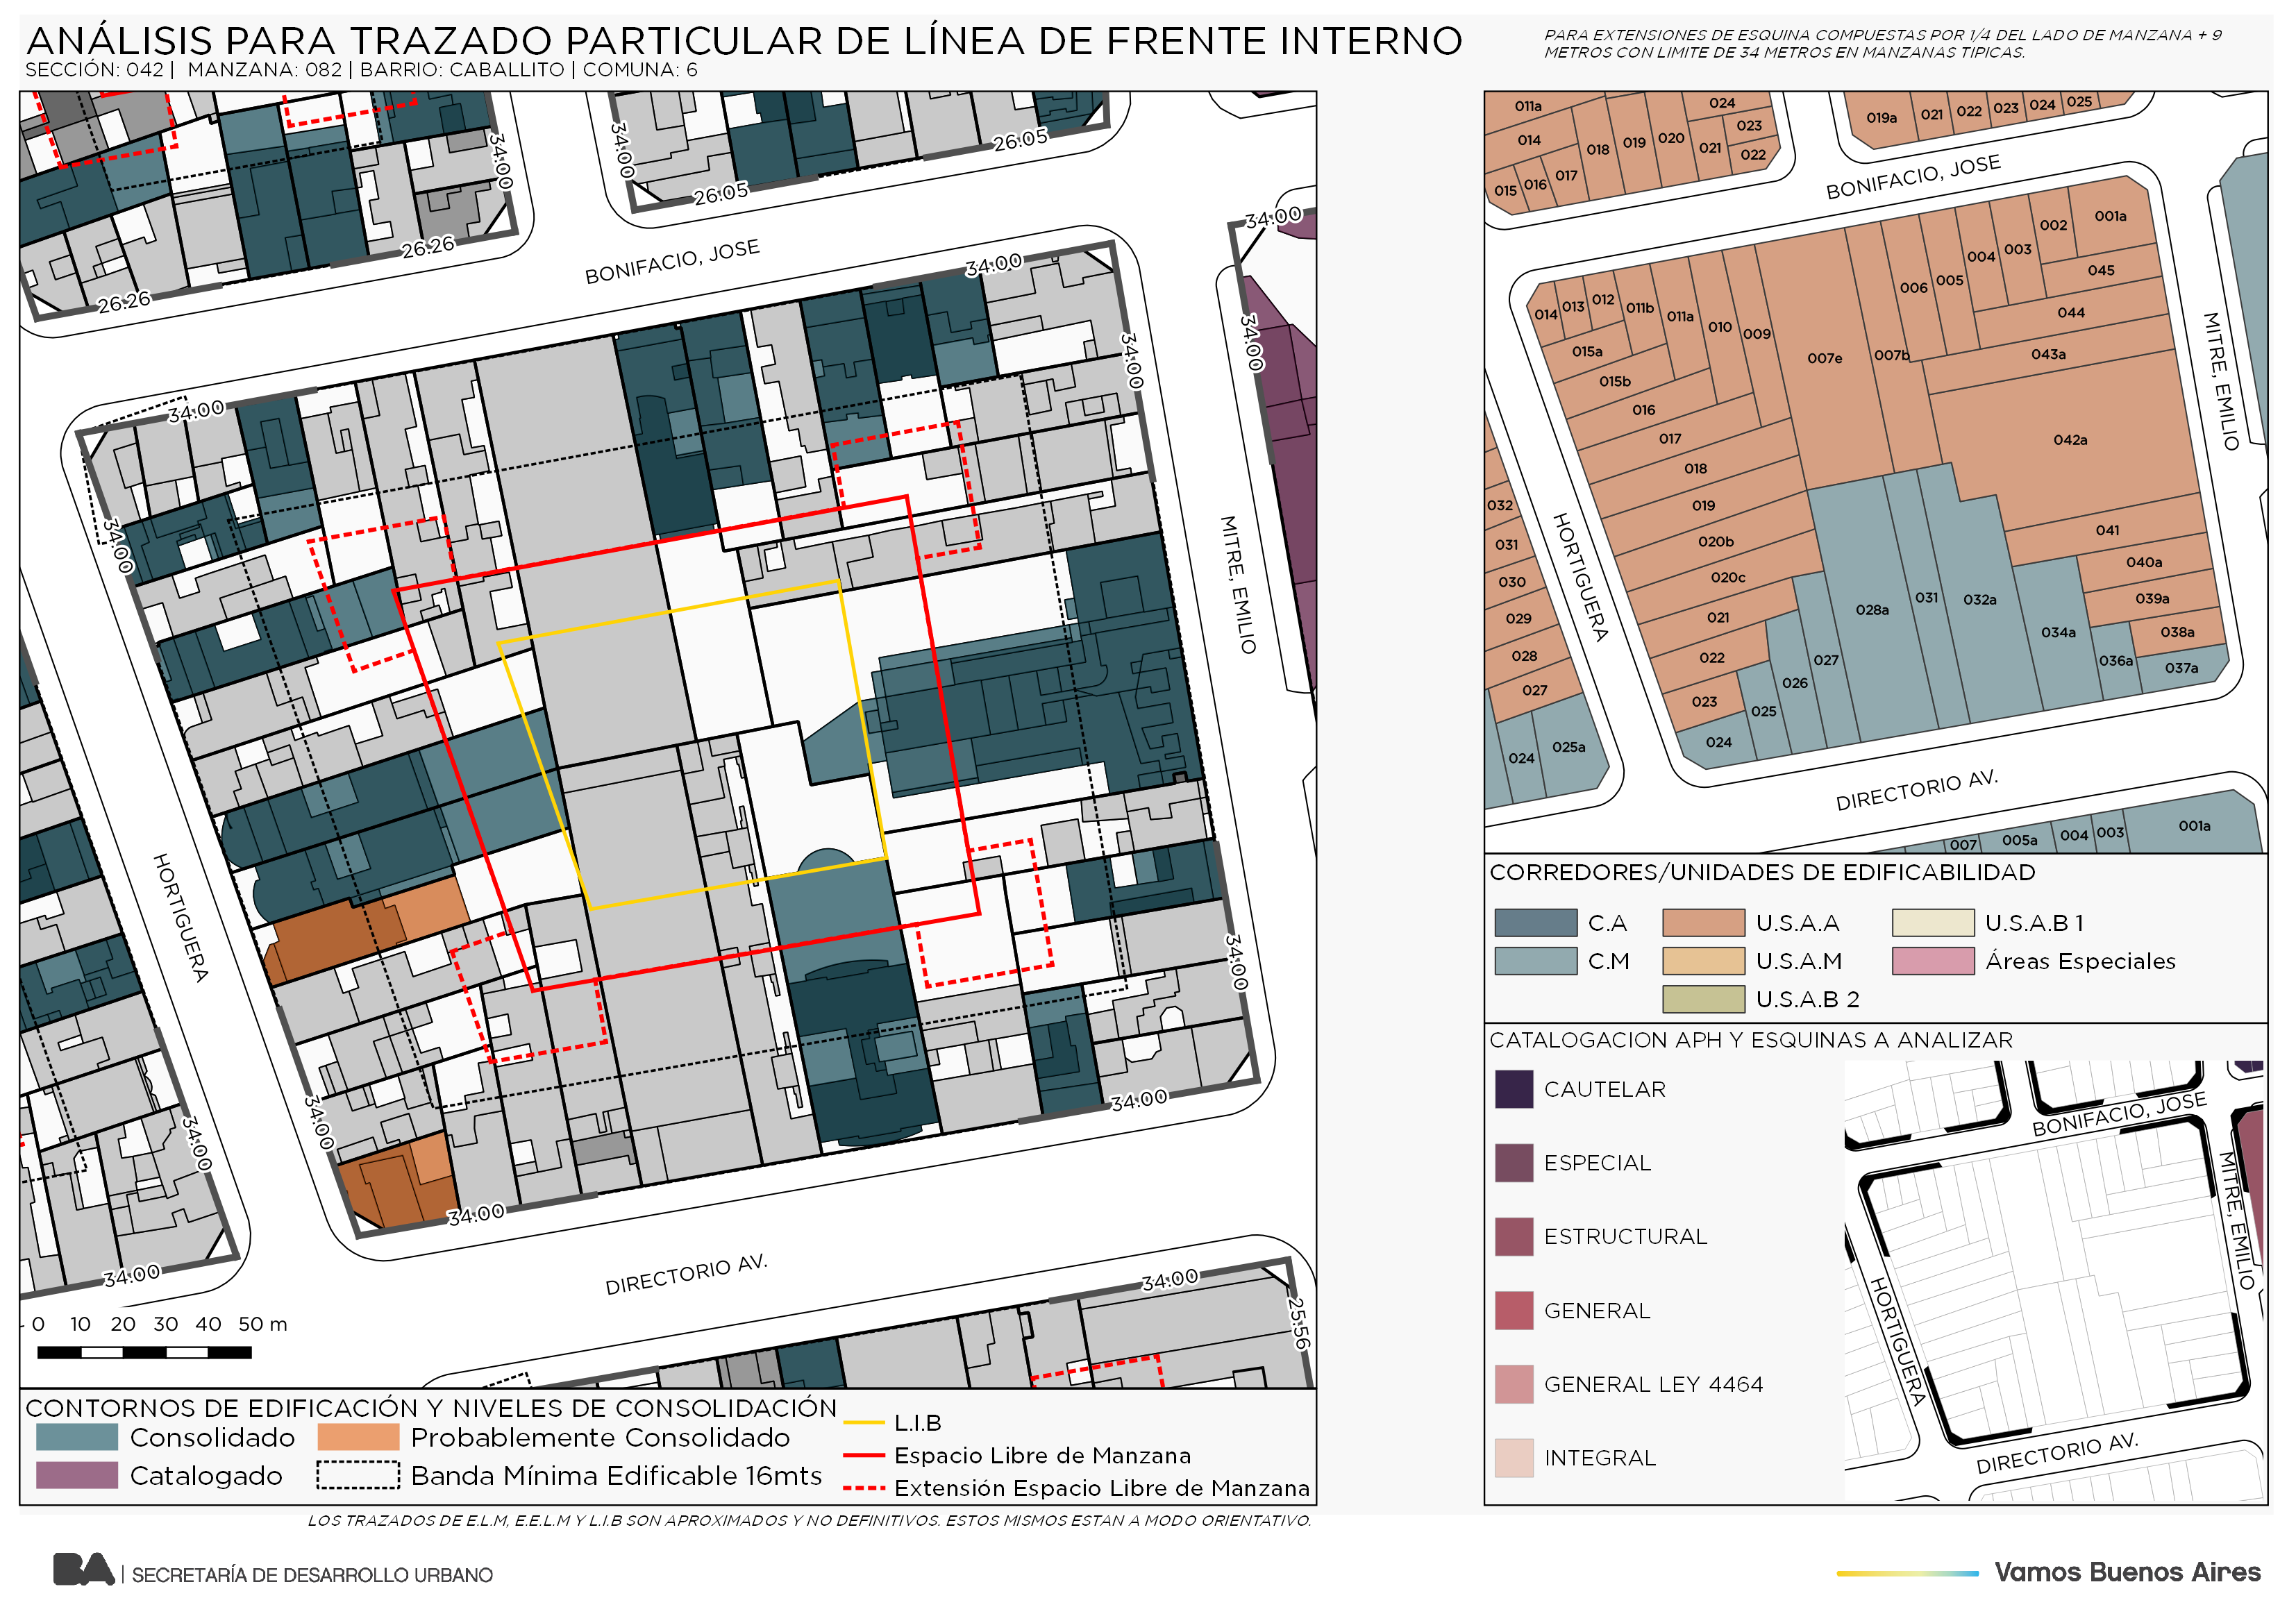 ANÁLISIS PARA TRAZADO PARTICULAR DE LÍNEA DE FRENTE INTERNO
SECCIÓN: 042 | MANZANA: 082 | BARRIO: CABALLITO | COMUNA: 6
PARA EXTENSIONES DE ESQUINA COMPUESTAS POR 1/4 DEL LADO DE MANZANA + 9
METROS CON LIMITE DE 34 METROS EN MANZANAS TIPICAS.
34:00
26:26
26:26
34:00
26:05
26:05
BONIFACIO, JOSE
34:00
34:00
34:00
34:00
34:00
34:00
MITRE, EMILIO
HORTIGUERA
34:00
34:00
34:00
34:00
34:00
34:00
DIRECTORIO AV.
34:00
25:56
0 10 20 30 40 50 m
CONTORNOS DE EDIFICACIÓN Y NIVELES DE CONSOLIDACIÓN
Consolidado
Probablemente Consolidado
Catalogado
Banda Mínima Edificable 16mts
L.I.B
Espacio Libre de Manzana
Extensión Espacio Libre de Manzana
LOS TRAZADOS DE E.L.M, E.E.L.M Y L.I.B SON APROXIMADOS Y NO DEFINITIVOS. ESTOS MISMOS ESTAN A MODO ORIENTATIVO.
011a
014
015
016
017
018
019
020
024
021
023
022
019a
021
022
023
024
025
BONIFACIO, JOSE
014
013
012
011b
011a
010
009
007e
007b
006
005
004
003
002
001a
045
044
043a
042a
015a
015b
016
017
018
019
020b
020c
021
022
023
024
025
026
027
028a
031
032a
034a
036a
037a
038a
039a
040a
041
MITRE, EMILIO
HORTIGUERA
032
031
030
029
028
027
024
025a
DIRECTORIO AV.
007
005a
004
003
001a
CORREDORES/UNIDADES DE EDIFICABILIDAD
C.A
U.S.A.A
U.S.A.B 1
C.M
U.S.A.M
Áreas Especiales
U.S.A.B 2
CATALOGACION APH Y ESQUINAS A ANALIZAR
CAUTELAR
ESPECIAL
ESTRUCTURAL
GENERAL
GENERAL LEY 4464
INTEGRAL
BONIFACIO, JOSE
MITRE, EMILIO
HORTIGUERA
DIRECTORIO AV.
BA | SECRETARÍA DE DESARROLLO URBANO
Vamos Buenos Aires